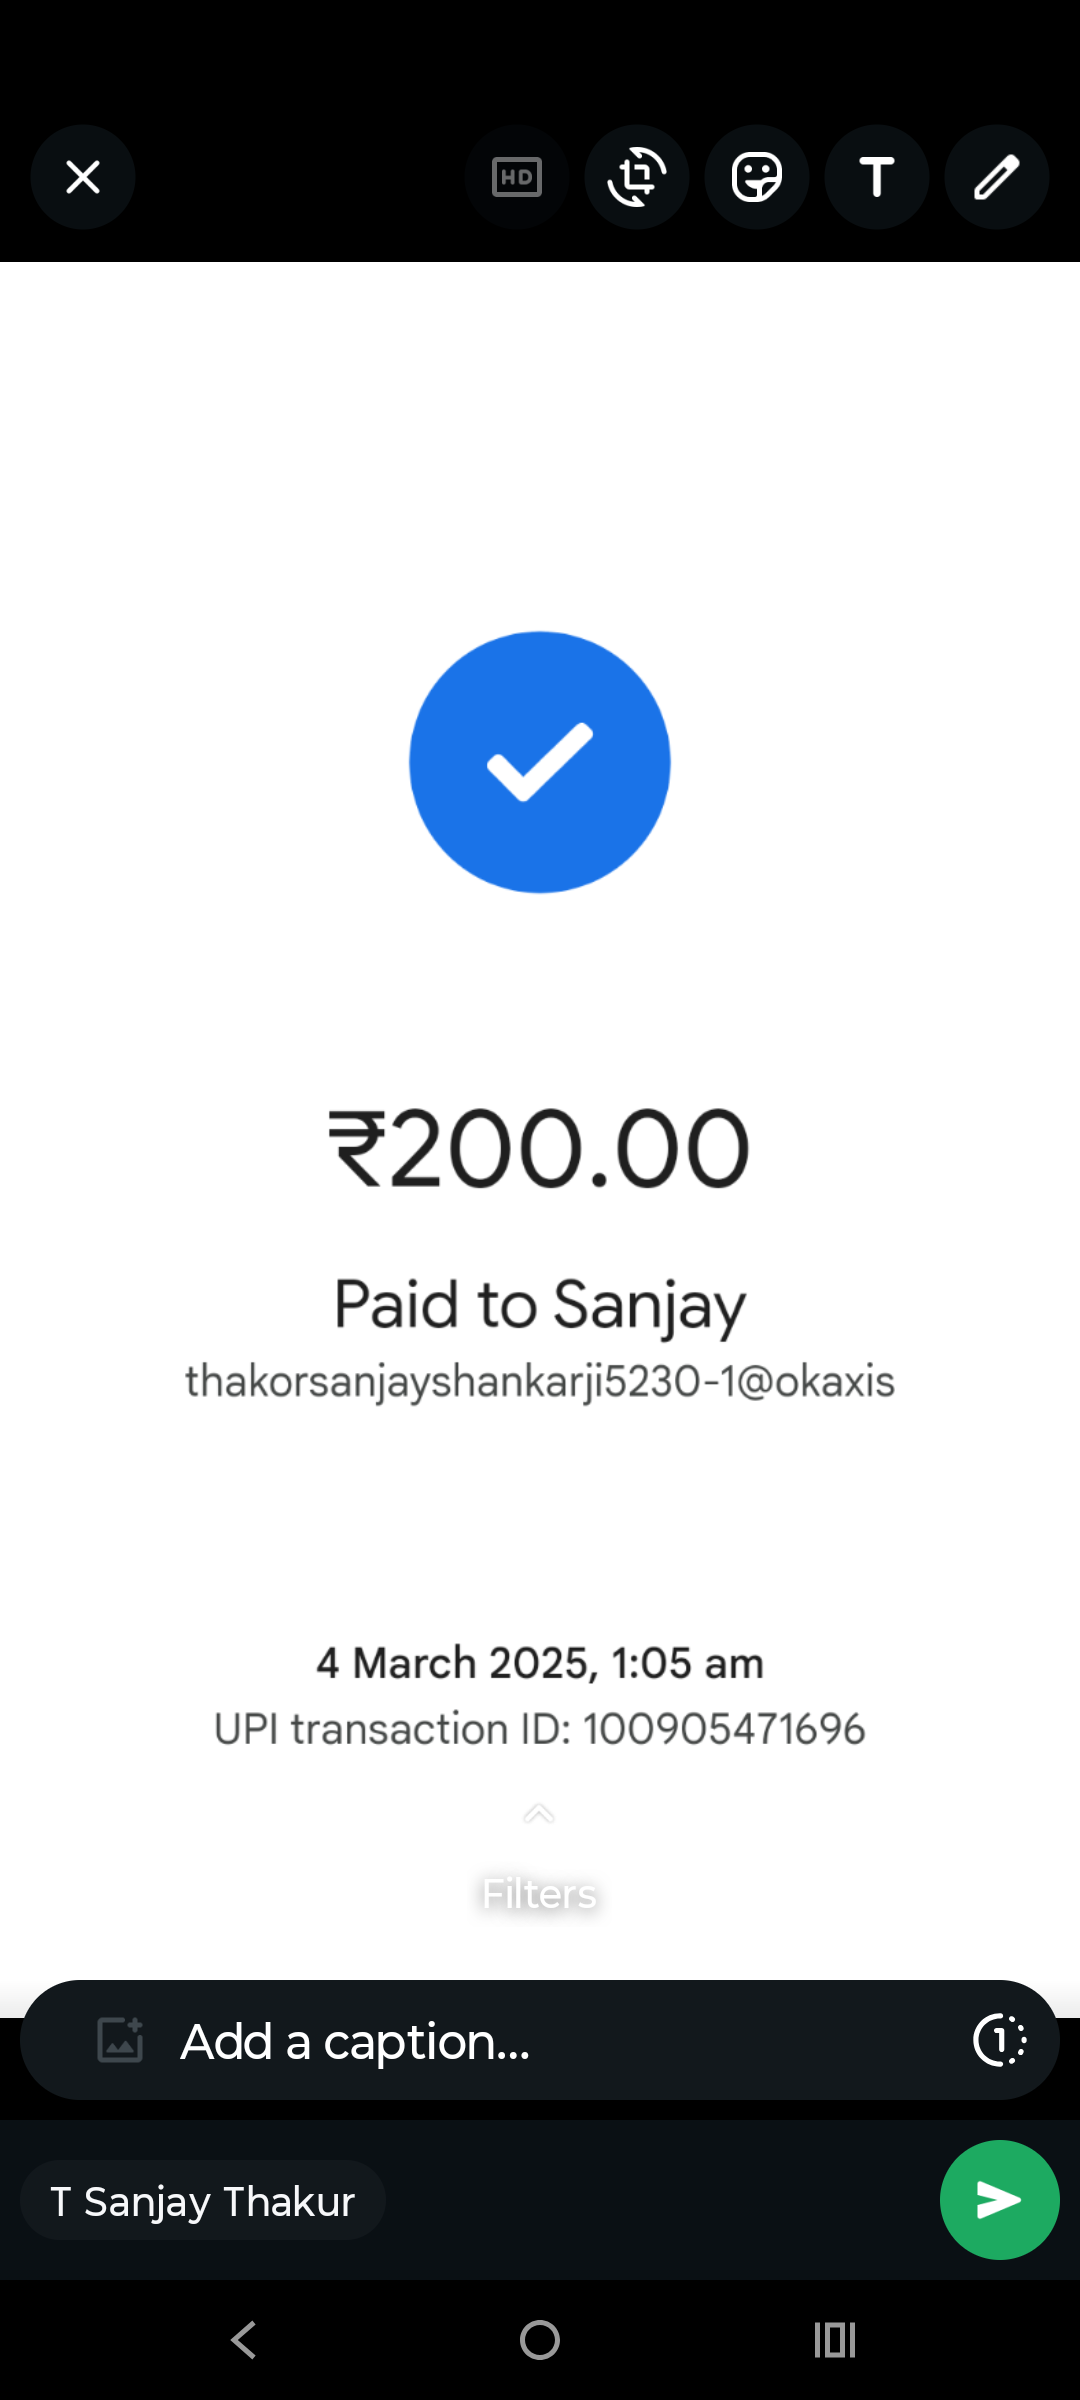 HD
T
₹200.00
Paid to Sanjay
thakorsanjayshankarji5230-1@okaxis
4 March 2025, 1:05 am
UPI transaction ID: 100905471696
Filters
Add a caption...
1
T Sanjay Thakur